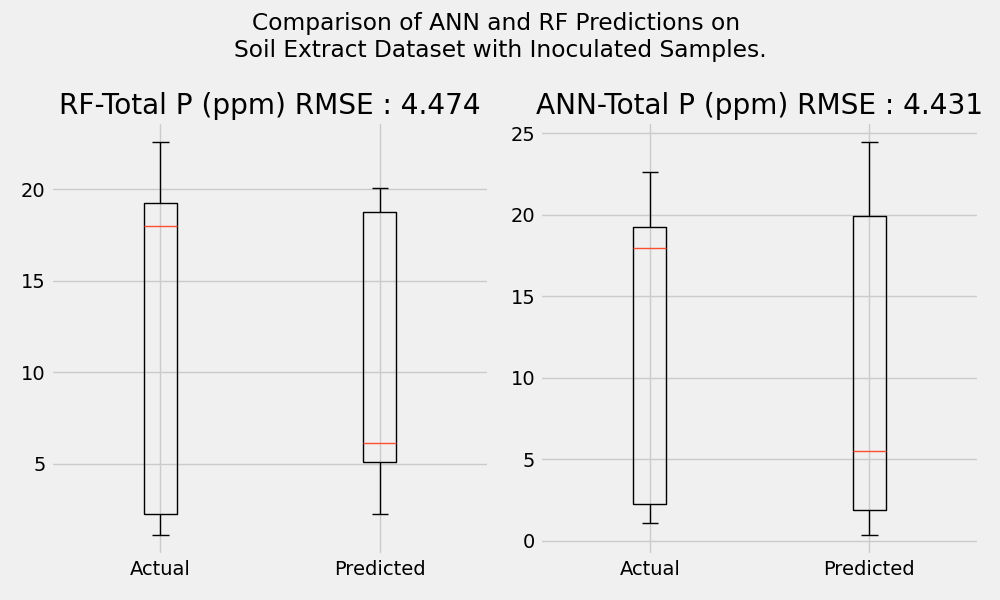 Comparison of ANN and RF Predictions on
Soil Extract Dataset with Inoculated Samples.
RF-Total P (ppm) RMSE : 4.474
20
15
10
5
Actual
Predicted
ANN-Total P (ppm) RMSE : 4.431
25
20
15
10
5
0
Actual
Predicted